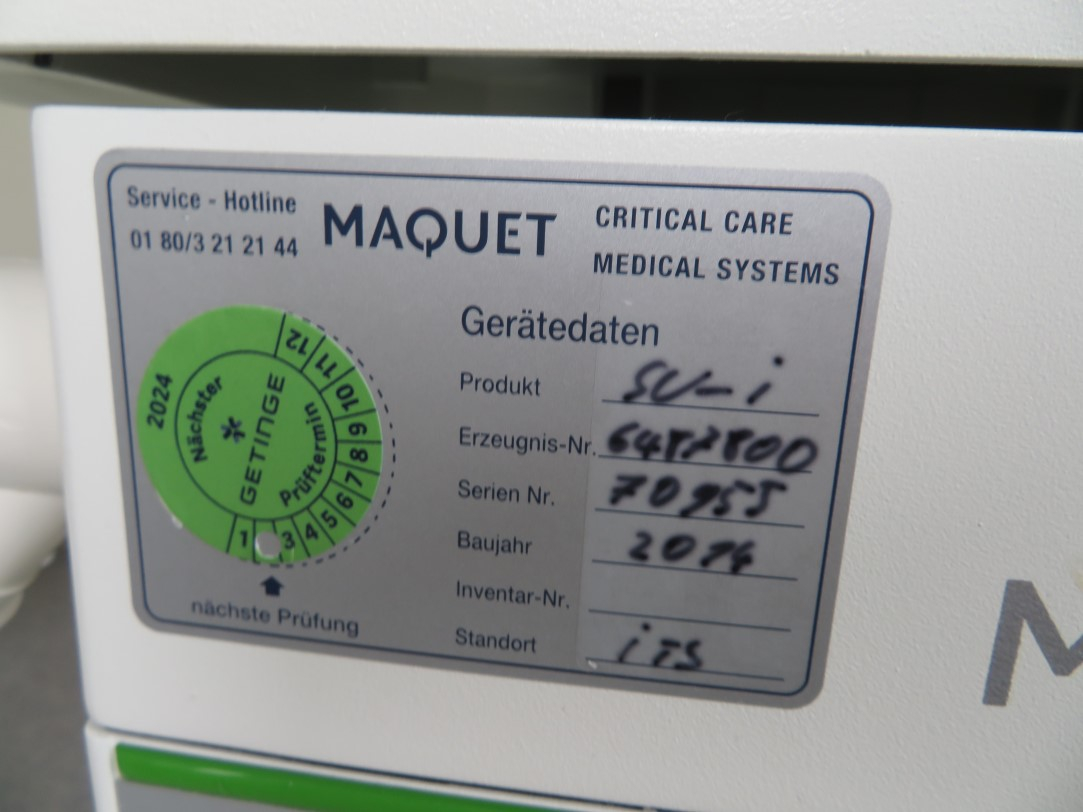 Service - Hotline
01 80/3 21 21 44
MAQUET
CRITICAL CARE
MEDICAL SYSTEMS
2024
Nächster
GETINGE
Prüftermin
1 3 4 5 6 7 8 9 10 11 12
nächste Prüfung
Gerätedaten
Produkt SU-i
Erzeugnis-Nr.
Serien Nr. 70955
Baujahr 2014
Inventar-Nr.
Standort iTS
M